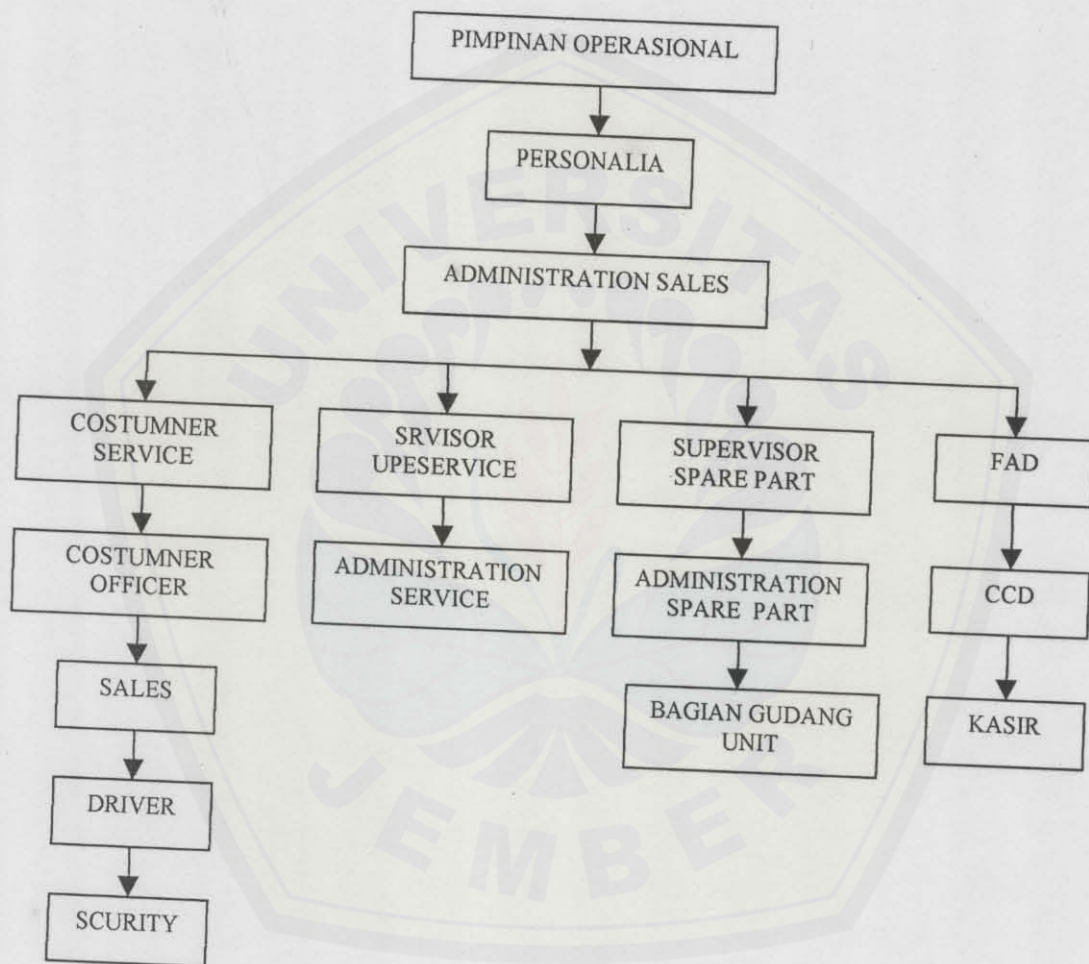 PIMPINAN OPERASIONAL
PERSONALIA
ADMINISTRATION SALES
COSTUMNER
SERVICE
SRVISOR
UPESERVICE
SUPERVISOR
SPARE PART
FAD
COSTUMNER
OFFICER
ADMINISTRATION
SERVICE
ADMINISTRATION
SPARE PART
CCD
SALES
BAGIAN GUDANG
UNIT
KASIR
DRIVER
SCURITY
UNIVERSITAS
JEMBER